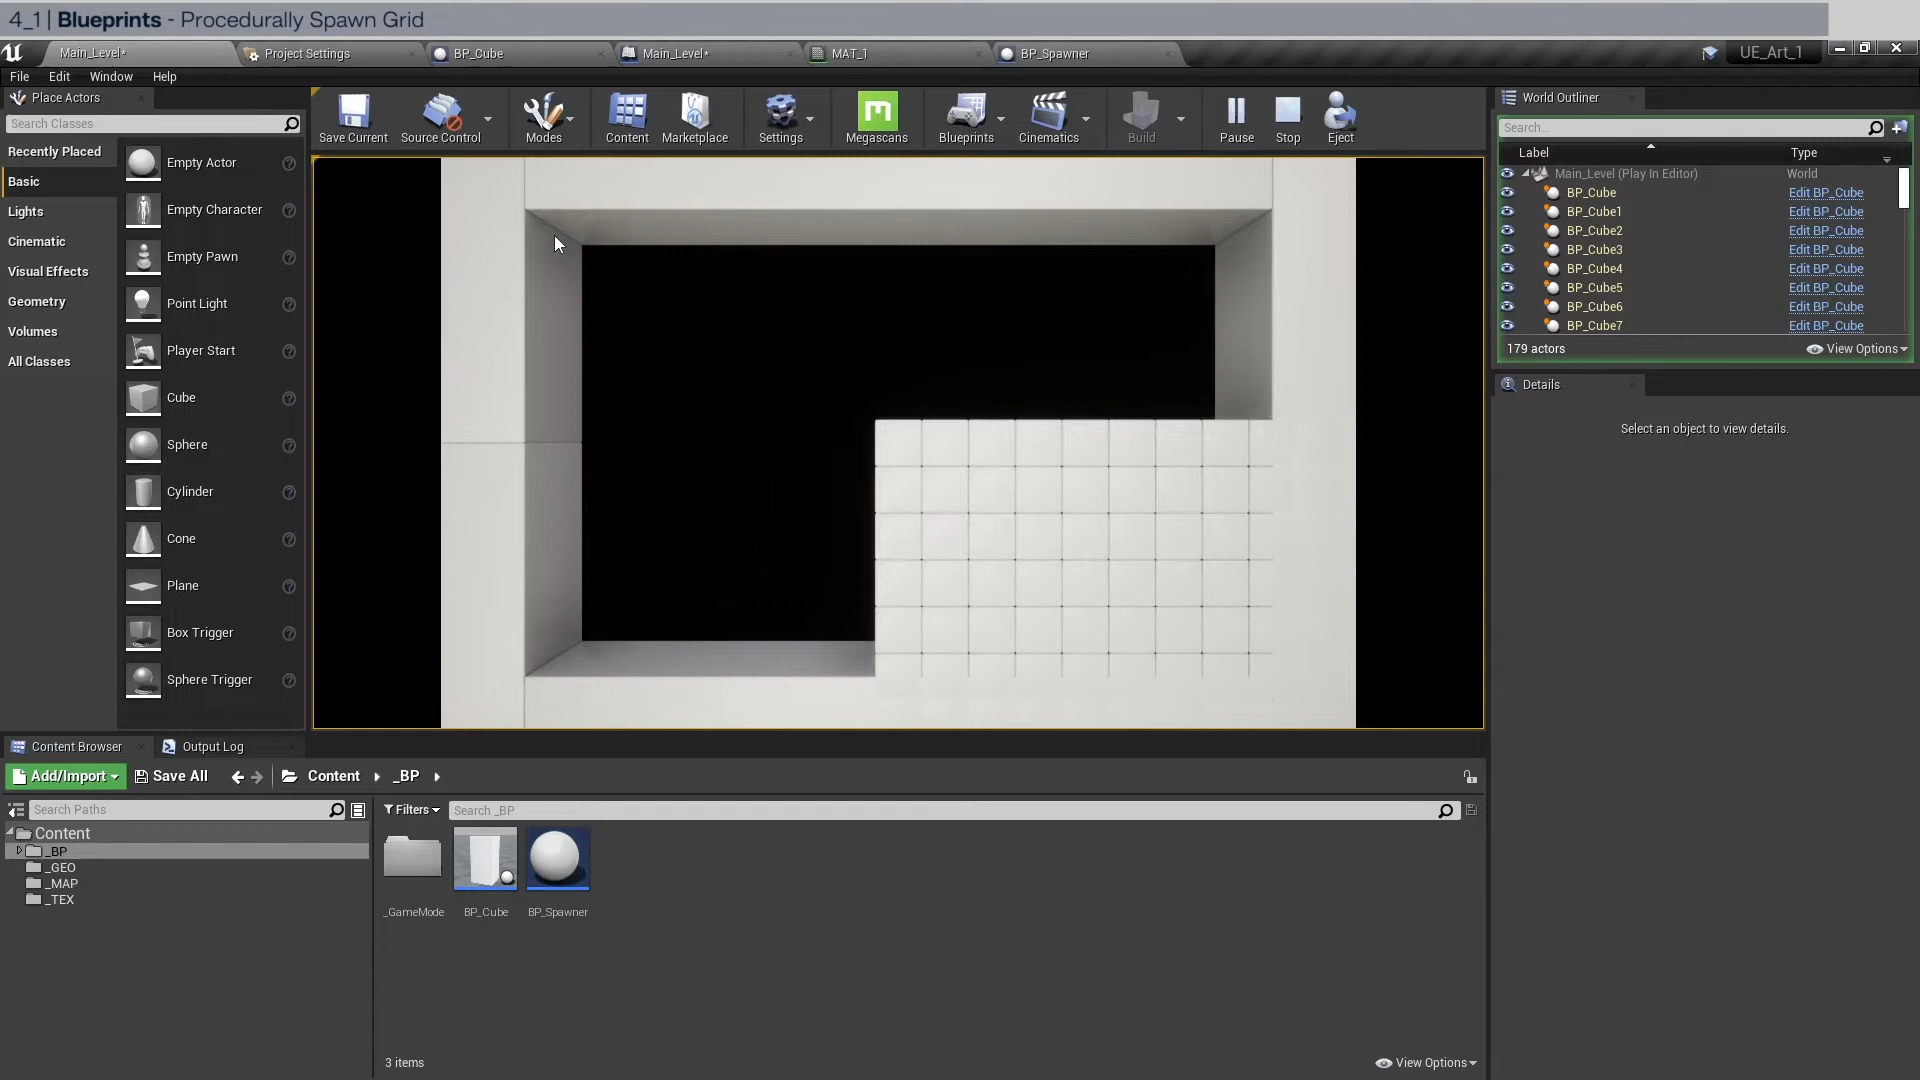 4_1 | Blueprints - Procedurally Spawn Grid
Main_Level*
Project Settings
BP_Cube
Main_Level*
MAT_1
BP_Spawner
UE_Art_1
File Edit Window Help
Place Actors
Search Classes
Recently Placed
Basic
Lights
Cinematic
Visual Effects
Geometry
Volumes
All Classes
Empty Actor
Empty Character
Empty Pawn
Point Light
Player Start
Cube
Sphere
Cylinder
Cone
Plane
Box Trigger
Sphere Trigger
Save Current
Source Control
Modes
Content
Marketplace
Settings
Megascans
Blueprints
Cinematics
Build
Pause
Stop
Eject
World Outliner
Search...
Label Type
Main_Level (Play In Editor) World
BP_Cube Edit BP_Cube
BP_Cube1 Edit BP_Cube
BP_Cube2 Edit BP_Cube
BP_Cube3 Edit BP_Cube
BP_Cube4 Edit BP_Cube
BP_Cube5 Edit BP_Cube
BP_Cube6 Edit BP_Cube
BP_Cube7 Edit BP_Cube
179 actors
View Options
Details
Select an object to view details.
Content Browser
Output Log
Add/Import
Save All
Content
_BP
Search Paths
Filters
Search _BP
Content
_BP
_GEO
_MAP
_TEX
_GameMode
BP_Cube
BP_Spawner
3 items
View Options